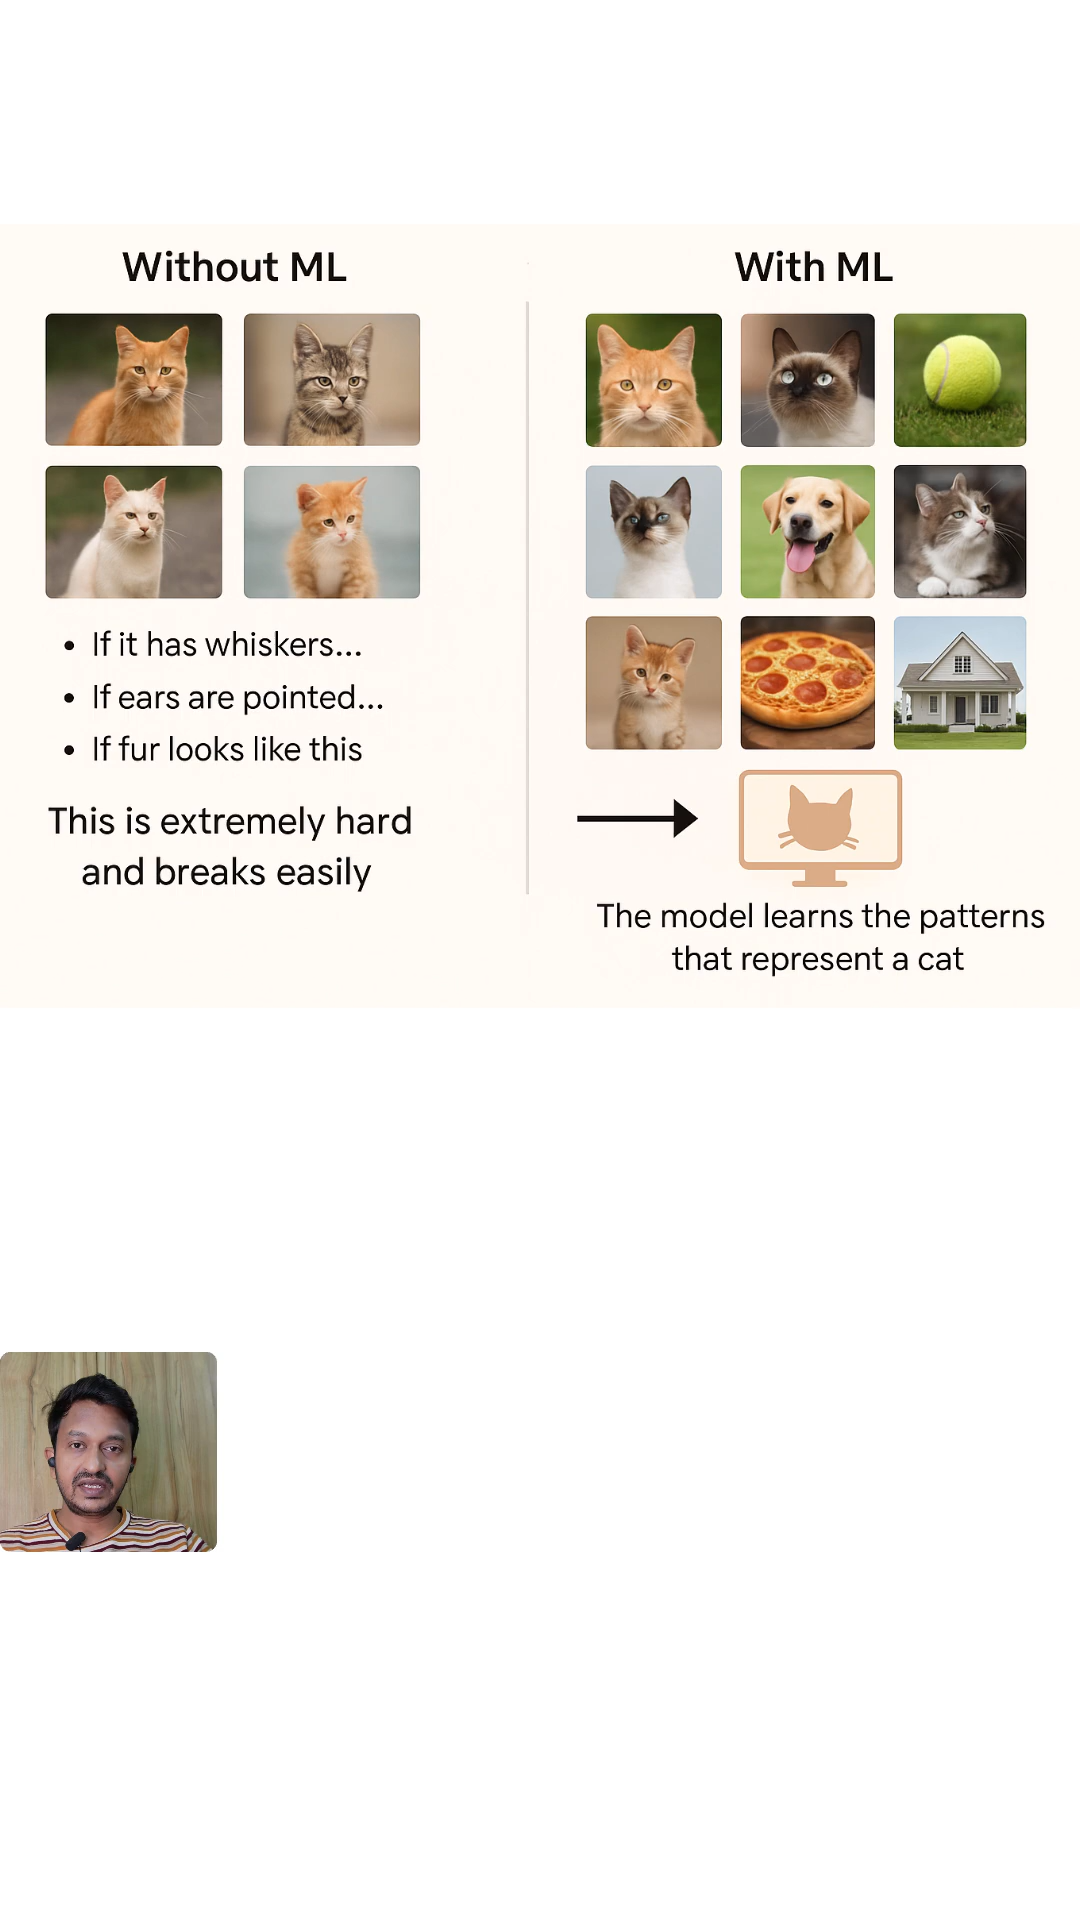 Without ML
• If it has whiskers...
• If ears are pointed...
• If fur looks like this
This is extremely hard
and breaks easily
With ML
The model learns the patterns
that represent a cat